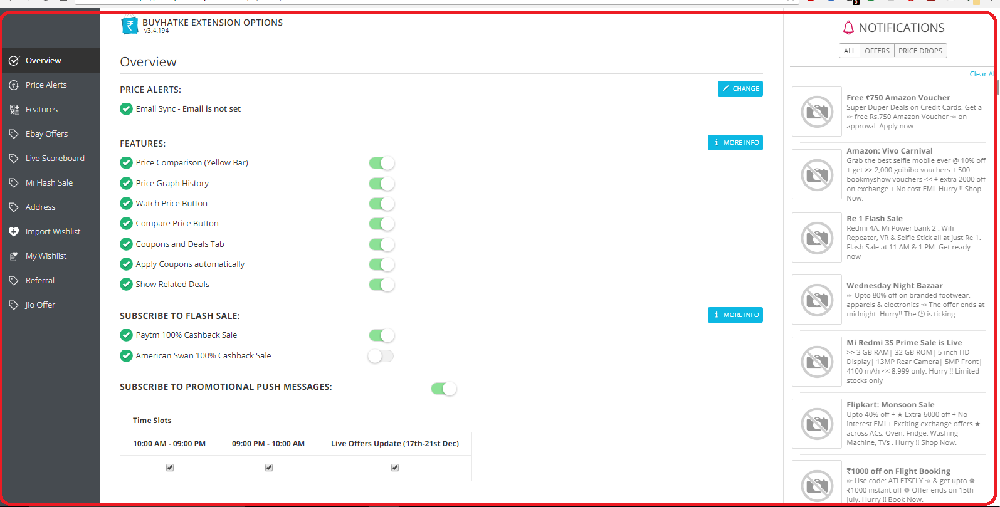 BUYHATKE EXTENSION OPTIONS
-v3.4.194
Overview
Price Alerts
Features
Ebay Offers
Live Scoreboard
Mi Flash Sale
Address
Import Wishlist
My Wishlist
Referral
Jio Offer
Overview
PRICE ALERTS:
CHANGE
Email Sync - Email is not set
FEATURES:
MORE INFO
Price Comparison (Yellow Bar)
Price Graph History
Watch Price Button
Compare Price Button
Coupons and Deals Tab
Apply Coupons automatically
Show Related Deals
SUBSCRIBE TO FLASH SALE:
MORE INFO
Paytm 100% Cashback Sale
American Swan 100% Cashback Sale
SUBSCRIBE TO PROMOTIONAL PUSH MESSAGES:
Time Slots
10:00 AM - 09:00 PM 09:00 PM - 10:00 AM Live Offers Update (17th-21st Dec)
NOTIFICATIONS
ALL OFFERS PRICE DROPS
Clear Al
Free ₹750 Amazon Voucher
Super Duper Deals on Credit Cards. Get a
☞ free Rs.750 Amazon Voucher ☜ on
approval. Apply now.
Amazon: Vivo Carnival
Grab the best selfie mobile ever @ 10% off
+ get >> 2,000 goibibo vouchers + 500
bookmyshow vouchers << + extra 2000 off
on exchange + No cost EMI. Hurry !! Shop
Now.
Re 1 Flash Sale
Redmi 4A, Mi Power bank 2 , Wifi
Repeater, VR & Selfie Stick all at just Re 1.
Flash Sale at 11 AM & 1 PM. Get ready
now
Wednesday Night Bazaar
☞ Upto 80% off on branded footwear,
apparels & electronics ☜ The offer ends at
midnight. Hurry!! The 🕒 is ticking
Mi Redmi 3S Prime Sale is Live
>> 3 GB RAM| 32 GB ROM| 5 inch HD
Display| 13MP Rear Camera| 5MP Front|
4100 mAh << 8,999 only. Hurry !! Limited
stocks only
Flipkart: Monsoon Sale
Upto 40% off + ★ Extra 6000 off + No
interest EMI + Exciting exchange offers ★
across ACs, Oven, Fridge, Washing
Machine, TVs . Hurry !! Shop Now.
₹1000 off on Flight Booking
☞ Use code: ATLETSFLY ☜ & get upto ❁
₹1000 instant off ❁ Offer ends on 15th
July. Hurry !! Book Now.